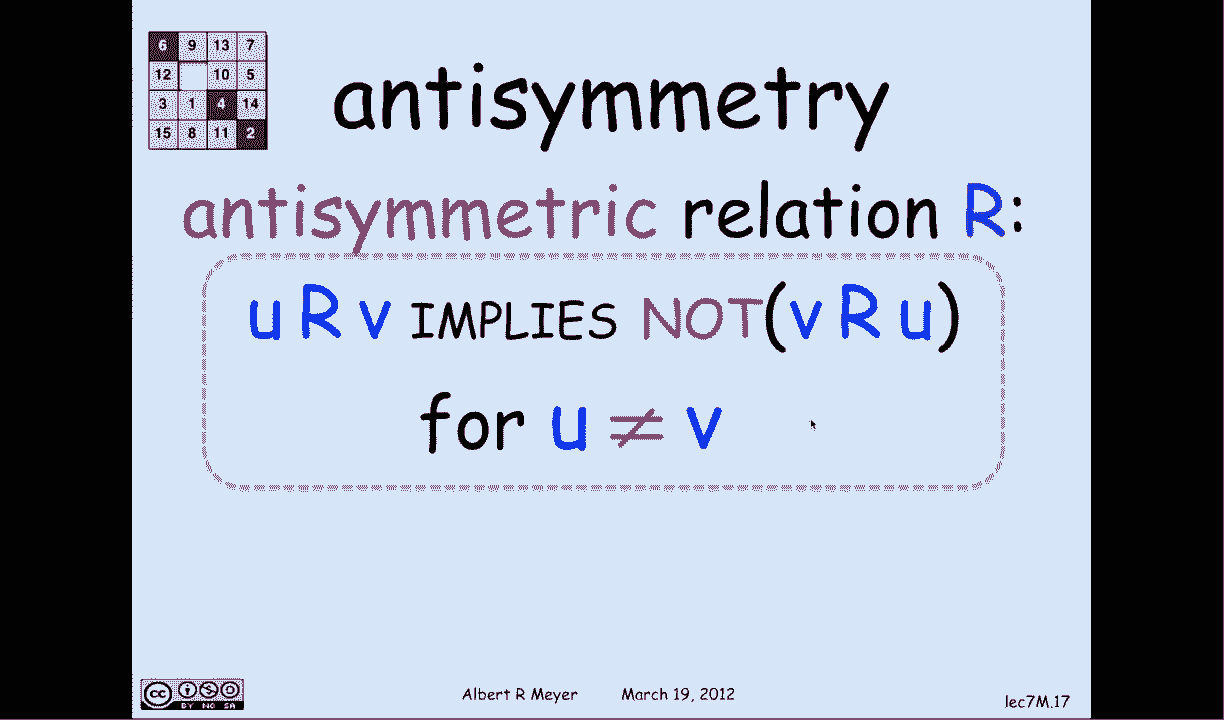 6 9 13 7
12 10 5
3 1 4 14
15 8 11 2
antisymmetry
antisymmetric relation R:
u R v IMPLIES NOT(v R u)
for u ≠ v
cc
BY NC SA
Albert R Meyer March 19, 2012
lec7M.17